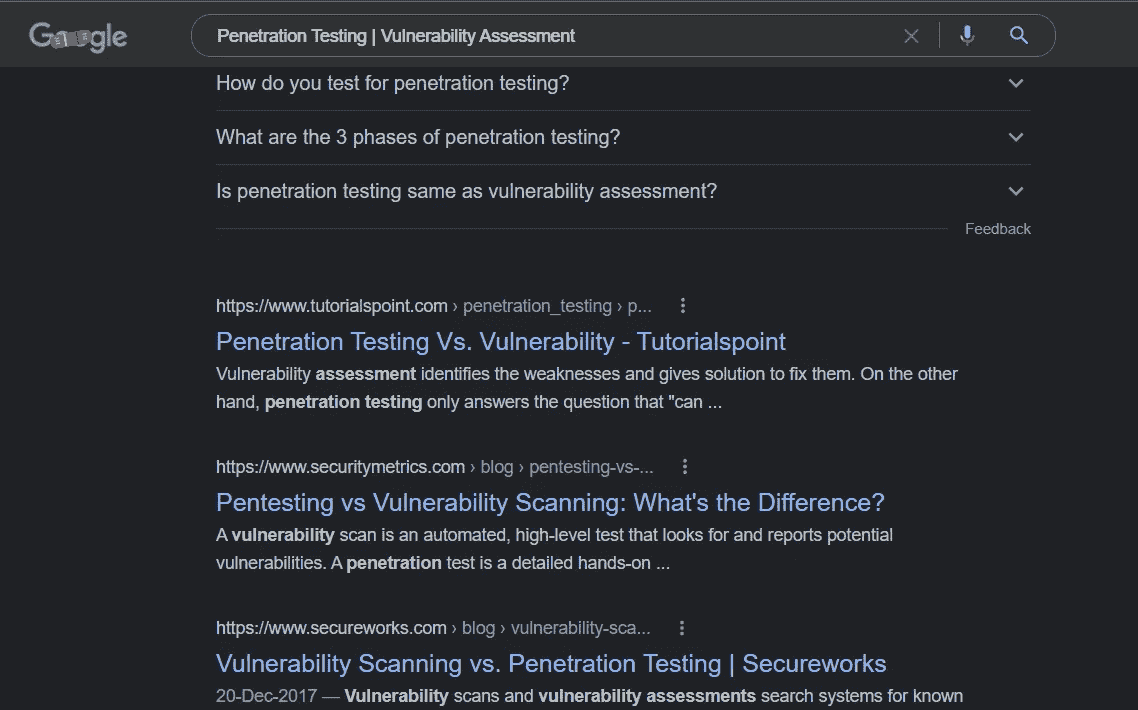 Google
Penetration Testing | Vulnerability Assessment
How do you test for penetration testing?
What are the 3 phases of penetration testing?
Is penetration testing same as vulnerability assessment?
Feedback
https://www.tutorialspoint.com › penetration_testing › p...
Penetration Testing Vs. Vulnerability - Tutorialspoint
Vulnerability assessment identifies the weaknesses and gives solution to fix them. On the other
hand, penetration testing only answers the question that "can ...
https://www.securitymetrics.com › blog › pentesting-vs-...
Pentesting vs Vulnerability Scanning: What's the Difference?
A vulnerability scan is an automated, high-level test that looks for and reports potential
vulnerabilities. A penetration test is a detailed hands-on ...
https://www.secureworks.com › blog › vulnerability-sca...
Vulnerability Scanning vs. Penetration Testing | Secureworks
20-Dec-2017 — Vulnerability scans and vulnerability assessments search systems for known